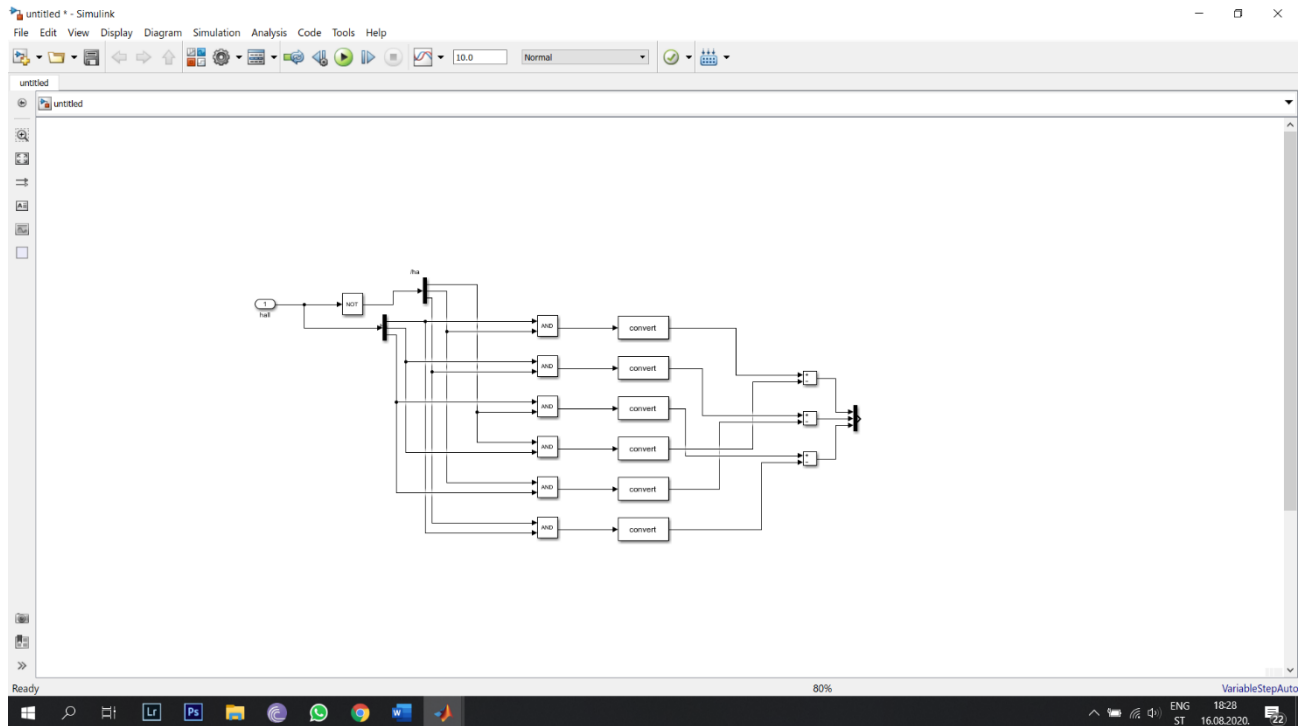 untitled * - Simulink
File Edit View Display Diagram Simulation Analysis Code Tools Help
10.0 Normal
untitled
untitled
/ha
1
hall
NOT
AND convert
AND convert
AND convert
AND convert
AND convert
AND convert
Ready 80% VariableStepAuto
Lr Ps W ENG 18:28
ST 16.08.2020. 22